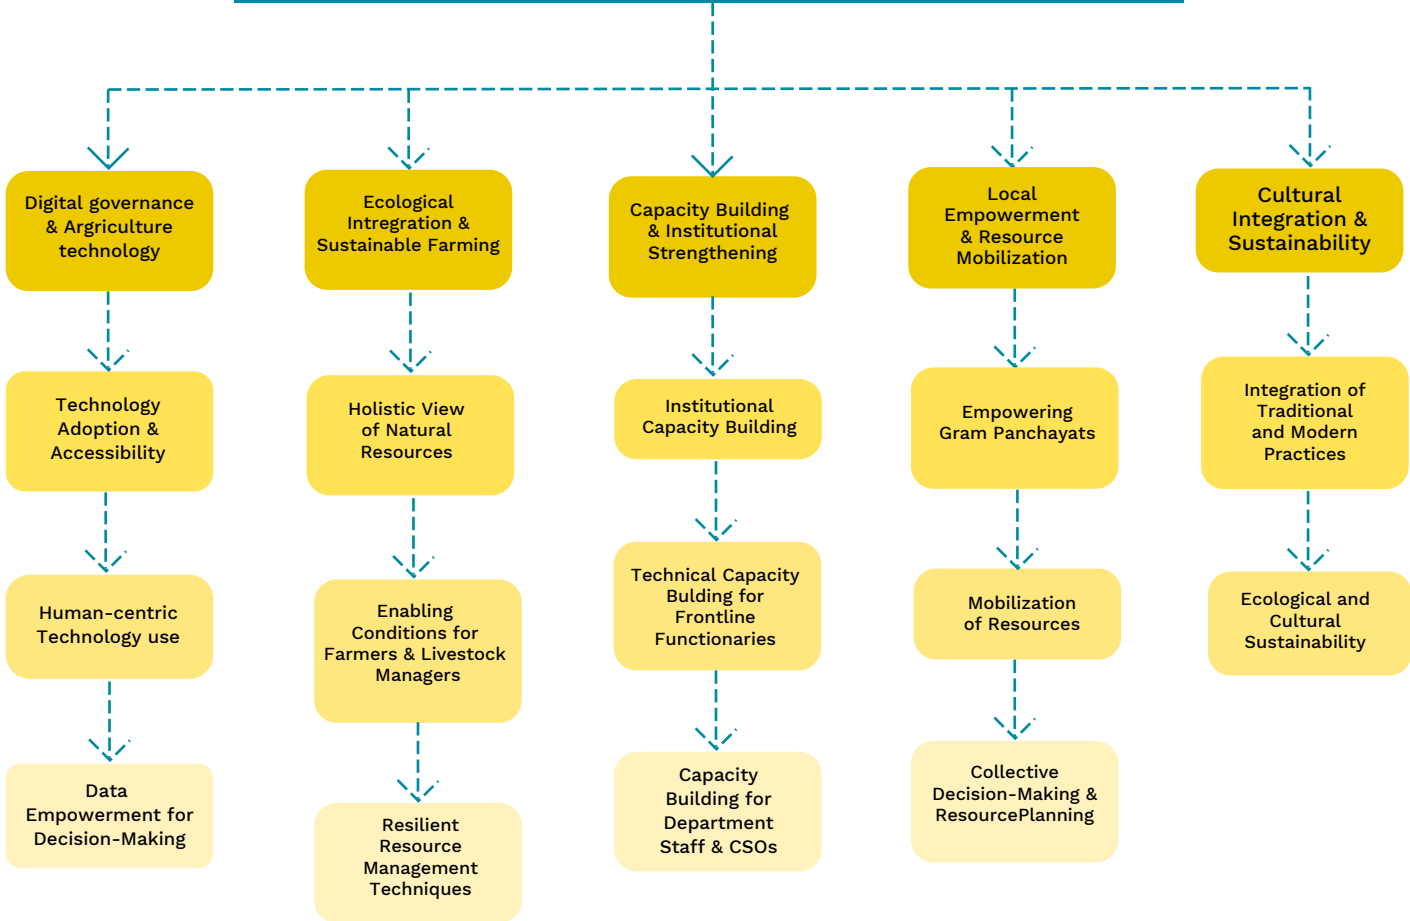 Digital governance
& Argriculture
technology
Ecological
Intregration &
Sustainable Farming
Capacity Building
& Institutional
Strengthening
Local
Empowerment
& Resource
Mobilization
Cultural
Integration &
Sustainability
Technology
Adoption &
Accessibility
Holistic View
of Natural
Resources
Institutional
Capacity Building
Empowering
Gram Panchayats
Integration of
Traditional
and Modern
Practices
Human-centric
Technology use
Enabling
Conditions for
Farmers & Livestock
Managers
Technical Capacity
Bulding for
Frontline
Functionaries
Mobilization
of Resources
Ecological and
Cultural
Sustainability
Data
Empowerment for
Decision-Making
Resilient
Resource
Management
Techniques
Capacity
Building for
Department
Staff & CSOs
Collective
Decision-Making &
ResourcePlanning